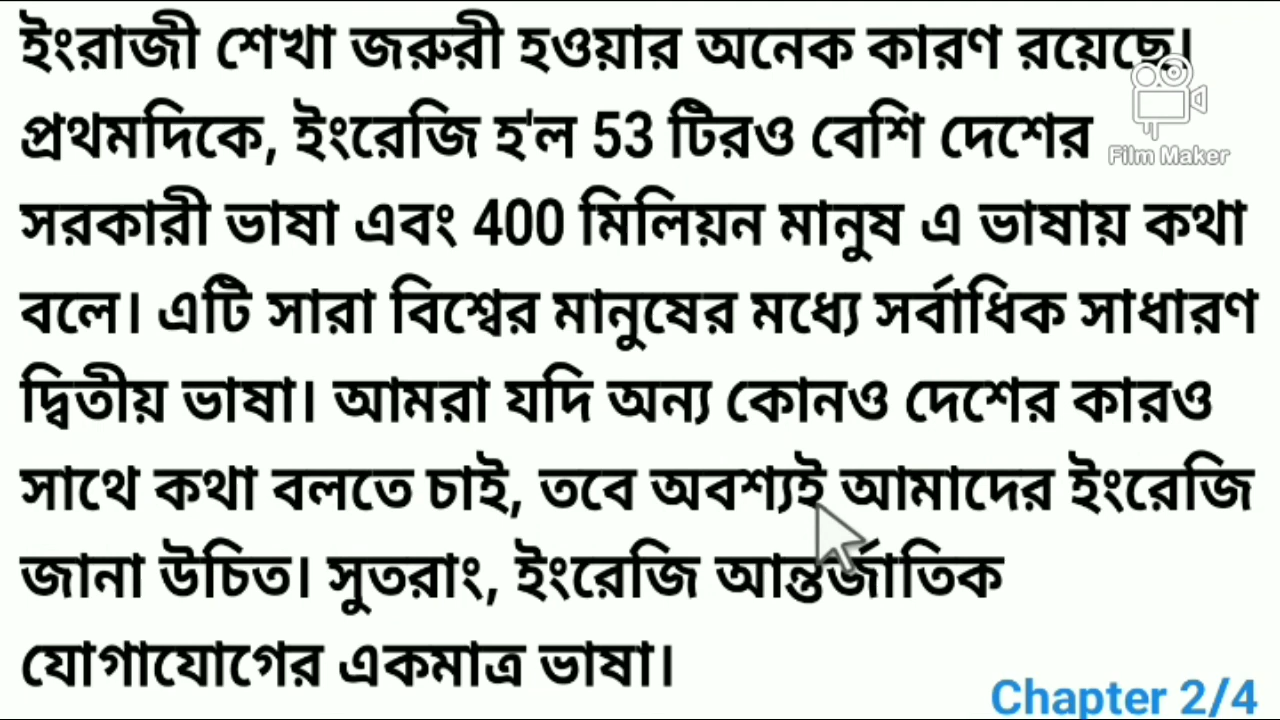 ইংরাজী শেখা জরুরী হওয়ার অনেক কারণ রয়েছে।
প্রথমদিকে, ইংরেজি হ'ল 53 টিরও বেশি দেশের
Film Maker
সরকারী ভাষা এবং 400 মিলিয়ন মানুষ এ ভাষায় কথা
বলে। এটি সারা বিশ্বের মানুষের মধ্যে সর্বাধিক সাধারণ
দ্বিতীয় ভাষা। আমরা যদি অন্য কোনও দেশের কারও
সাথে কথা বলতে চাই, তবে অবশ্যই আমাদের ইংরেজি
জানা উচিত। সুতরাং, ইংরেজি আন্তর্জাতিক
যোগাযোগের একমাত্র ভাষা।
Chapter 2/4